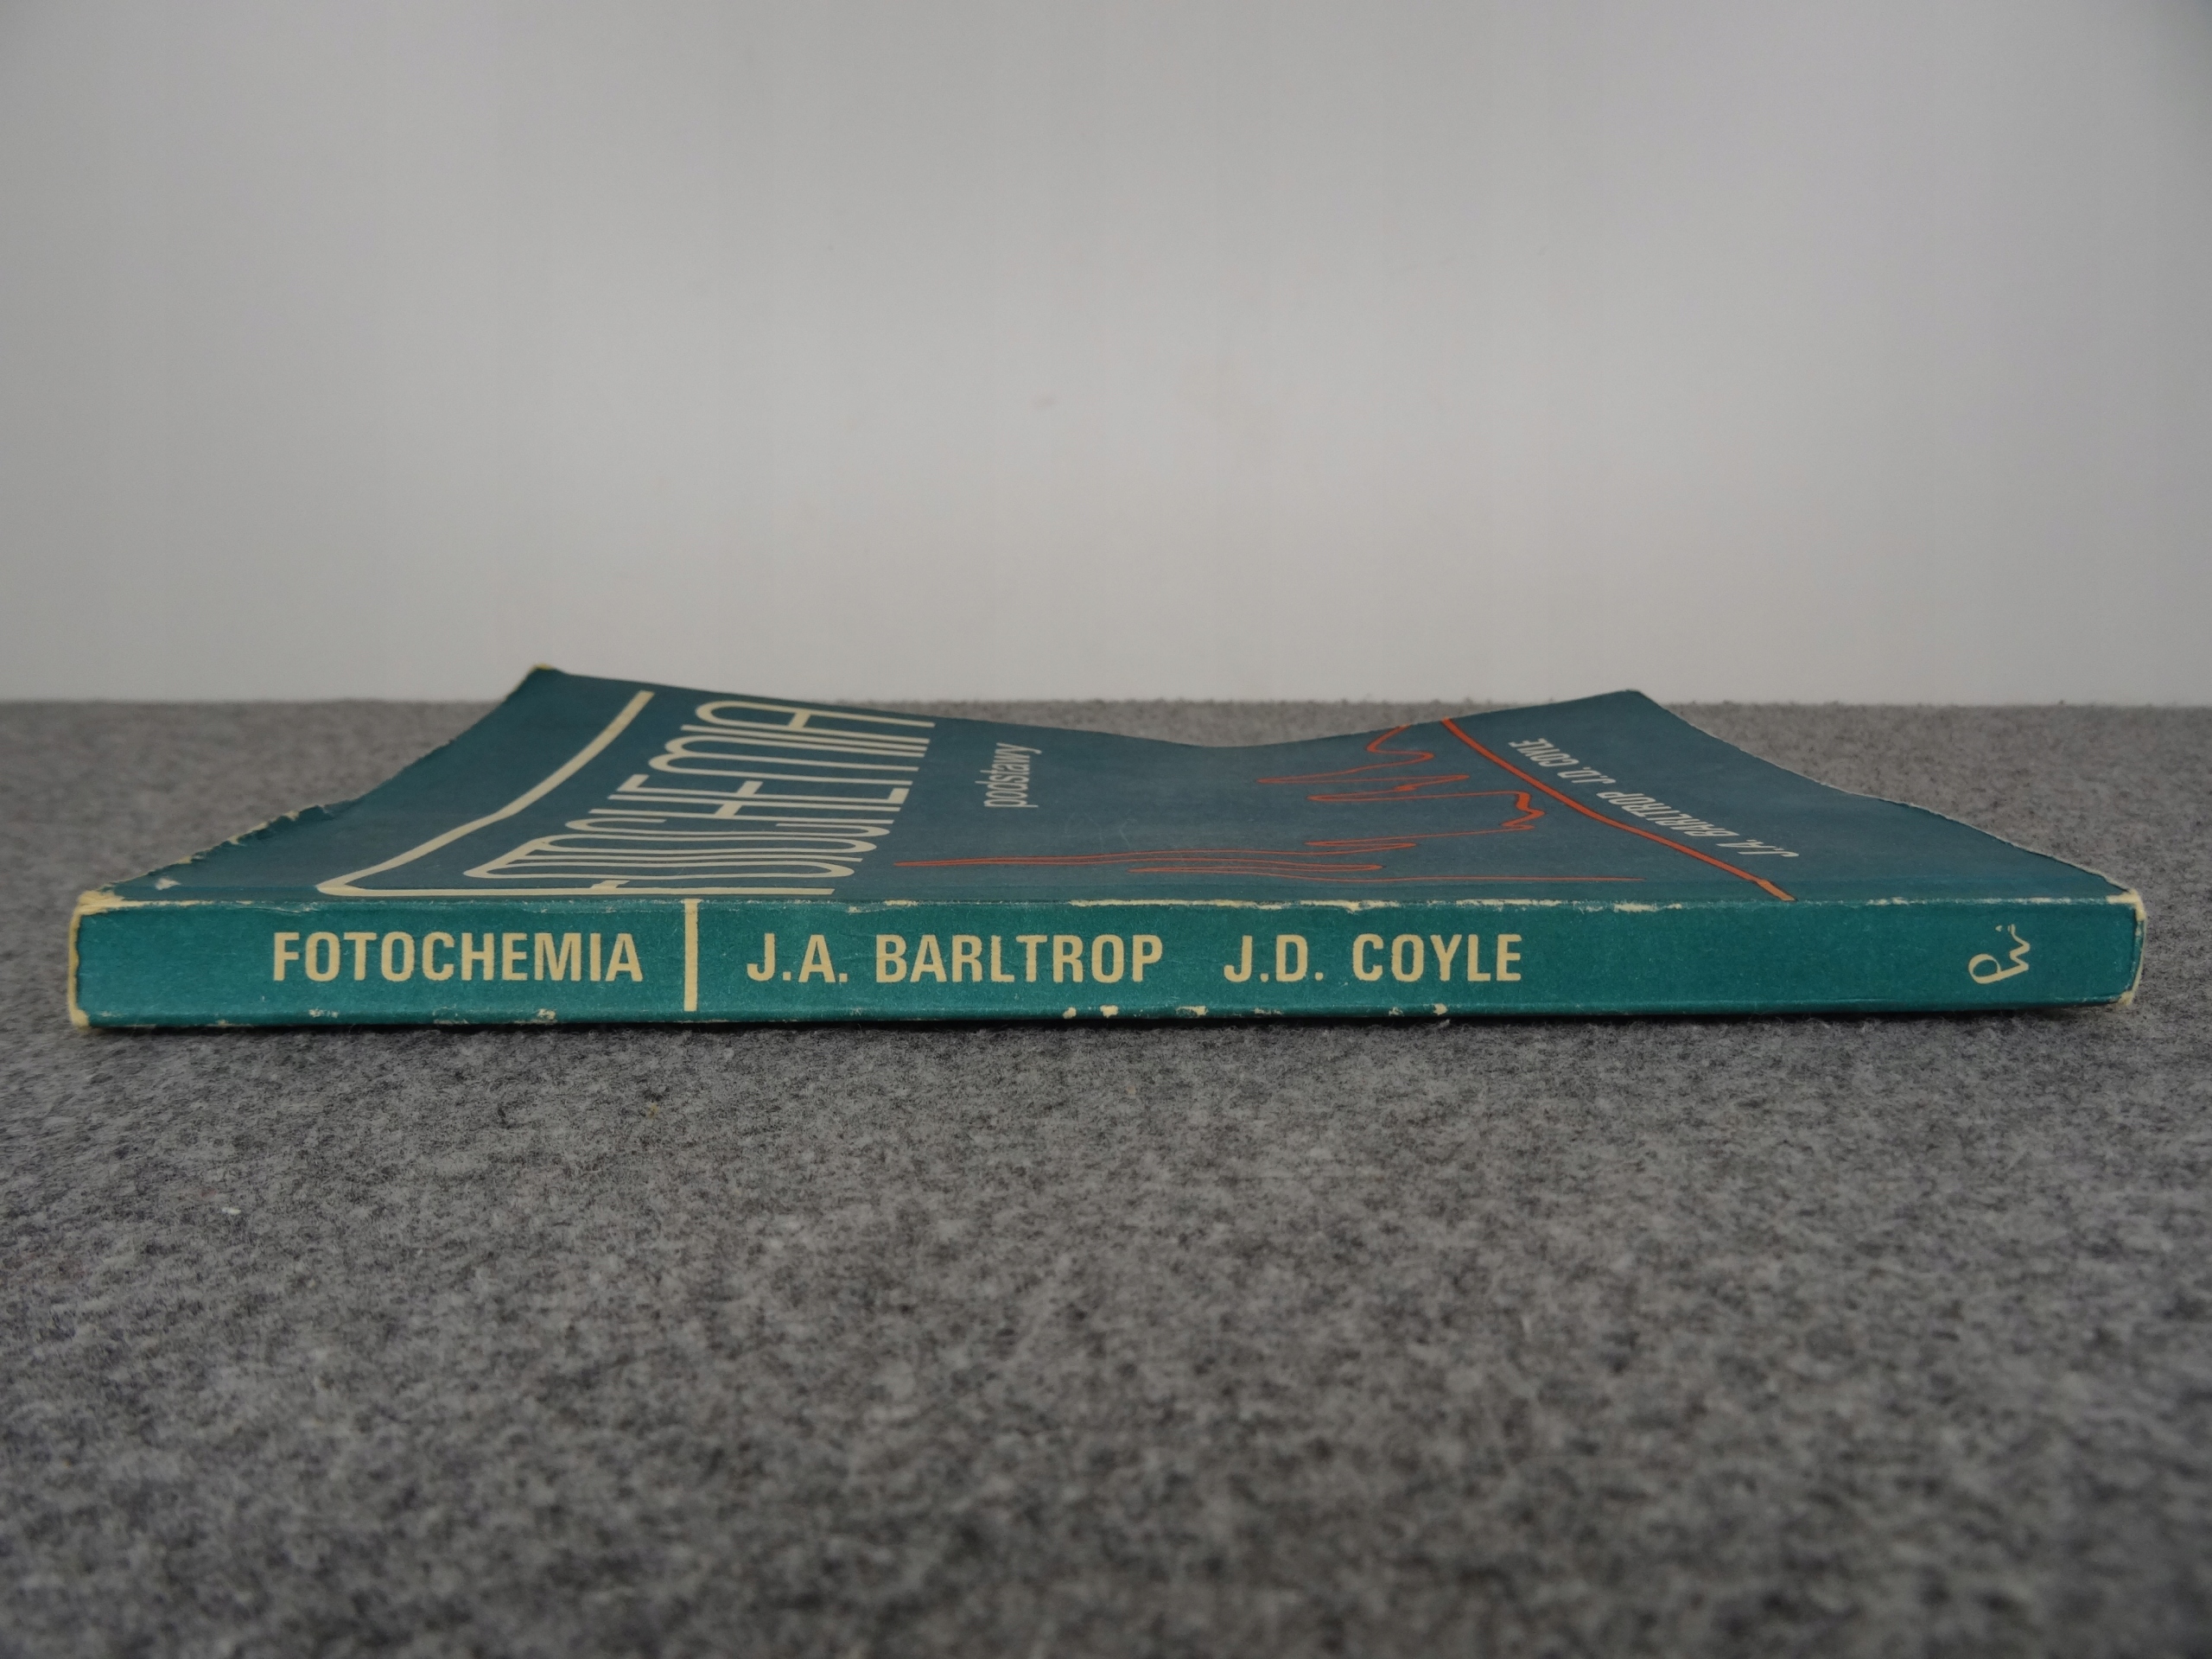 FOTOCHEMIA
podstawy
J.A. BARLTROP J.D. COYLE
FOTOCHEMIA J.A. BARLTROP J.D. COYLE